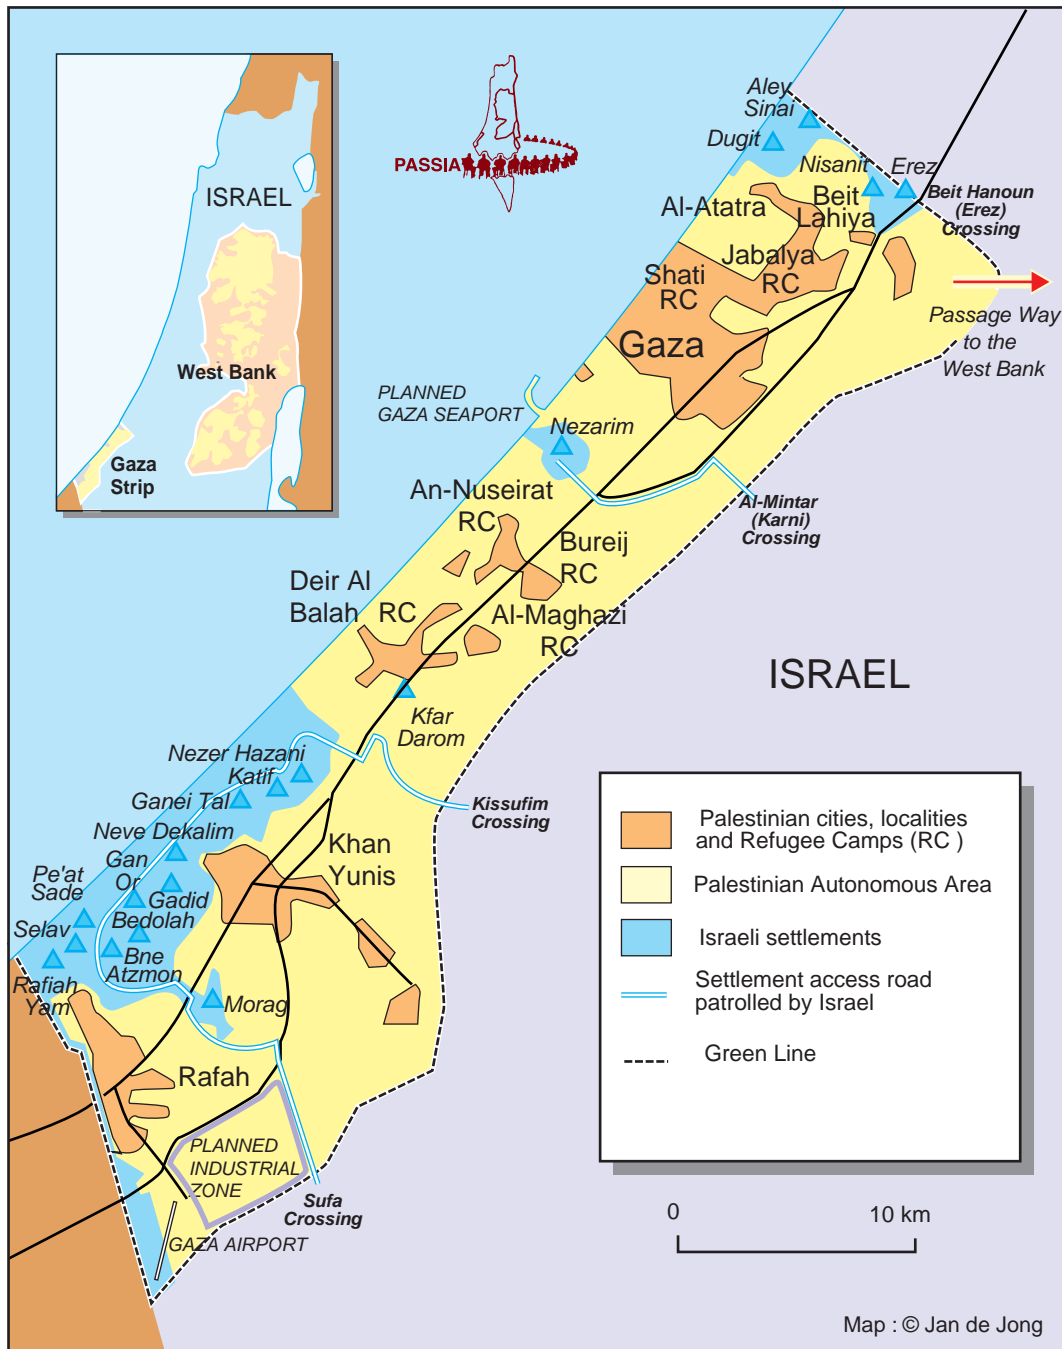 ISRAEL
West Bank
Gaza
Strip
PASSIA
Aley
Sinai
Dugit
Nisanit
Erez
Beit Hanoun
(Erez)
Crossing
Al-Atatra
Beit
Lahiya
Jabalya
RC
Shati
RC
Gaza
Passage Way
to the
West Bank
PLANNED
GAZA SEAPORT
Nezarim
An-Nuseirat
RC
Al-Mintar
(Karni)
Crossing
Bureij
RC
Deir Al
Balah RC
Al-Maghazi
RC
ISRAEL
Kfar
Darom
Nezer Hazani
Katif
Ganei Tal
Kissufim
Crossing
Neve Dekalim
Gan
Or
Khan
Yunis
Pe'at
Sade
Gadid
Bedolah
Selav
Bne
Atzmon
Rafiah
Yam
Morag
Rafah
PLANNED
INDUSTRIAL
ZONE
Sufa
Crossing
GAZA AIRPORT
Palestinian cities, localities
and Refugee Camps (RC )
Palestinian Autonomous Area
Israeli settlements
Settlement access road
patrolled by Israel
Green Line
0 10 km
Map : © Jan de Jong